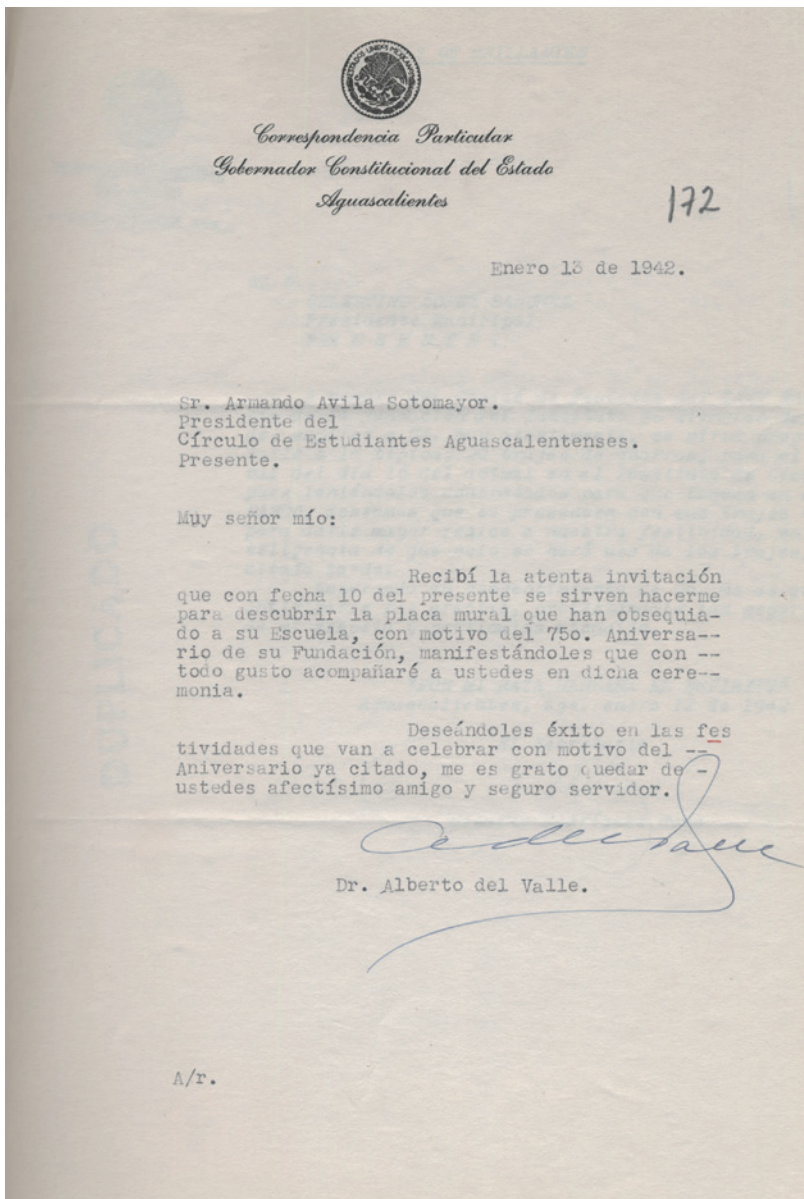 ESTADOS UNIDOS MEXICANOS
Correspondencia Particular
Gobernador Constitucional del Estado
Aguascalientes
172
Enero 13 de 1942.
Sr. Armando Avila Sotomayor.
Presidente del
Círculo de Estudiantes Aguascalentenses.
Presente.
Muy señor mío:
Recibí la atenta invitación
que con fecha 10 del presente se sirven hacerme
para descubrir la placa mural que han obsequia-
do a su Escuela, con motivo del 75o. Aniversa--
rio de su Fundación, manifestándoles que con --
todo gusto acompañaré a ustedes en dicha cere--
monia.
Deseándoles éxito en las fes
tividades que van a celebrar con motivo del --
Aniversario ya citado, me es grato quedar de -
ustedes afectísimo amigo y seguro servidor.
Dr. Alberto del Valle.
A/r.